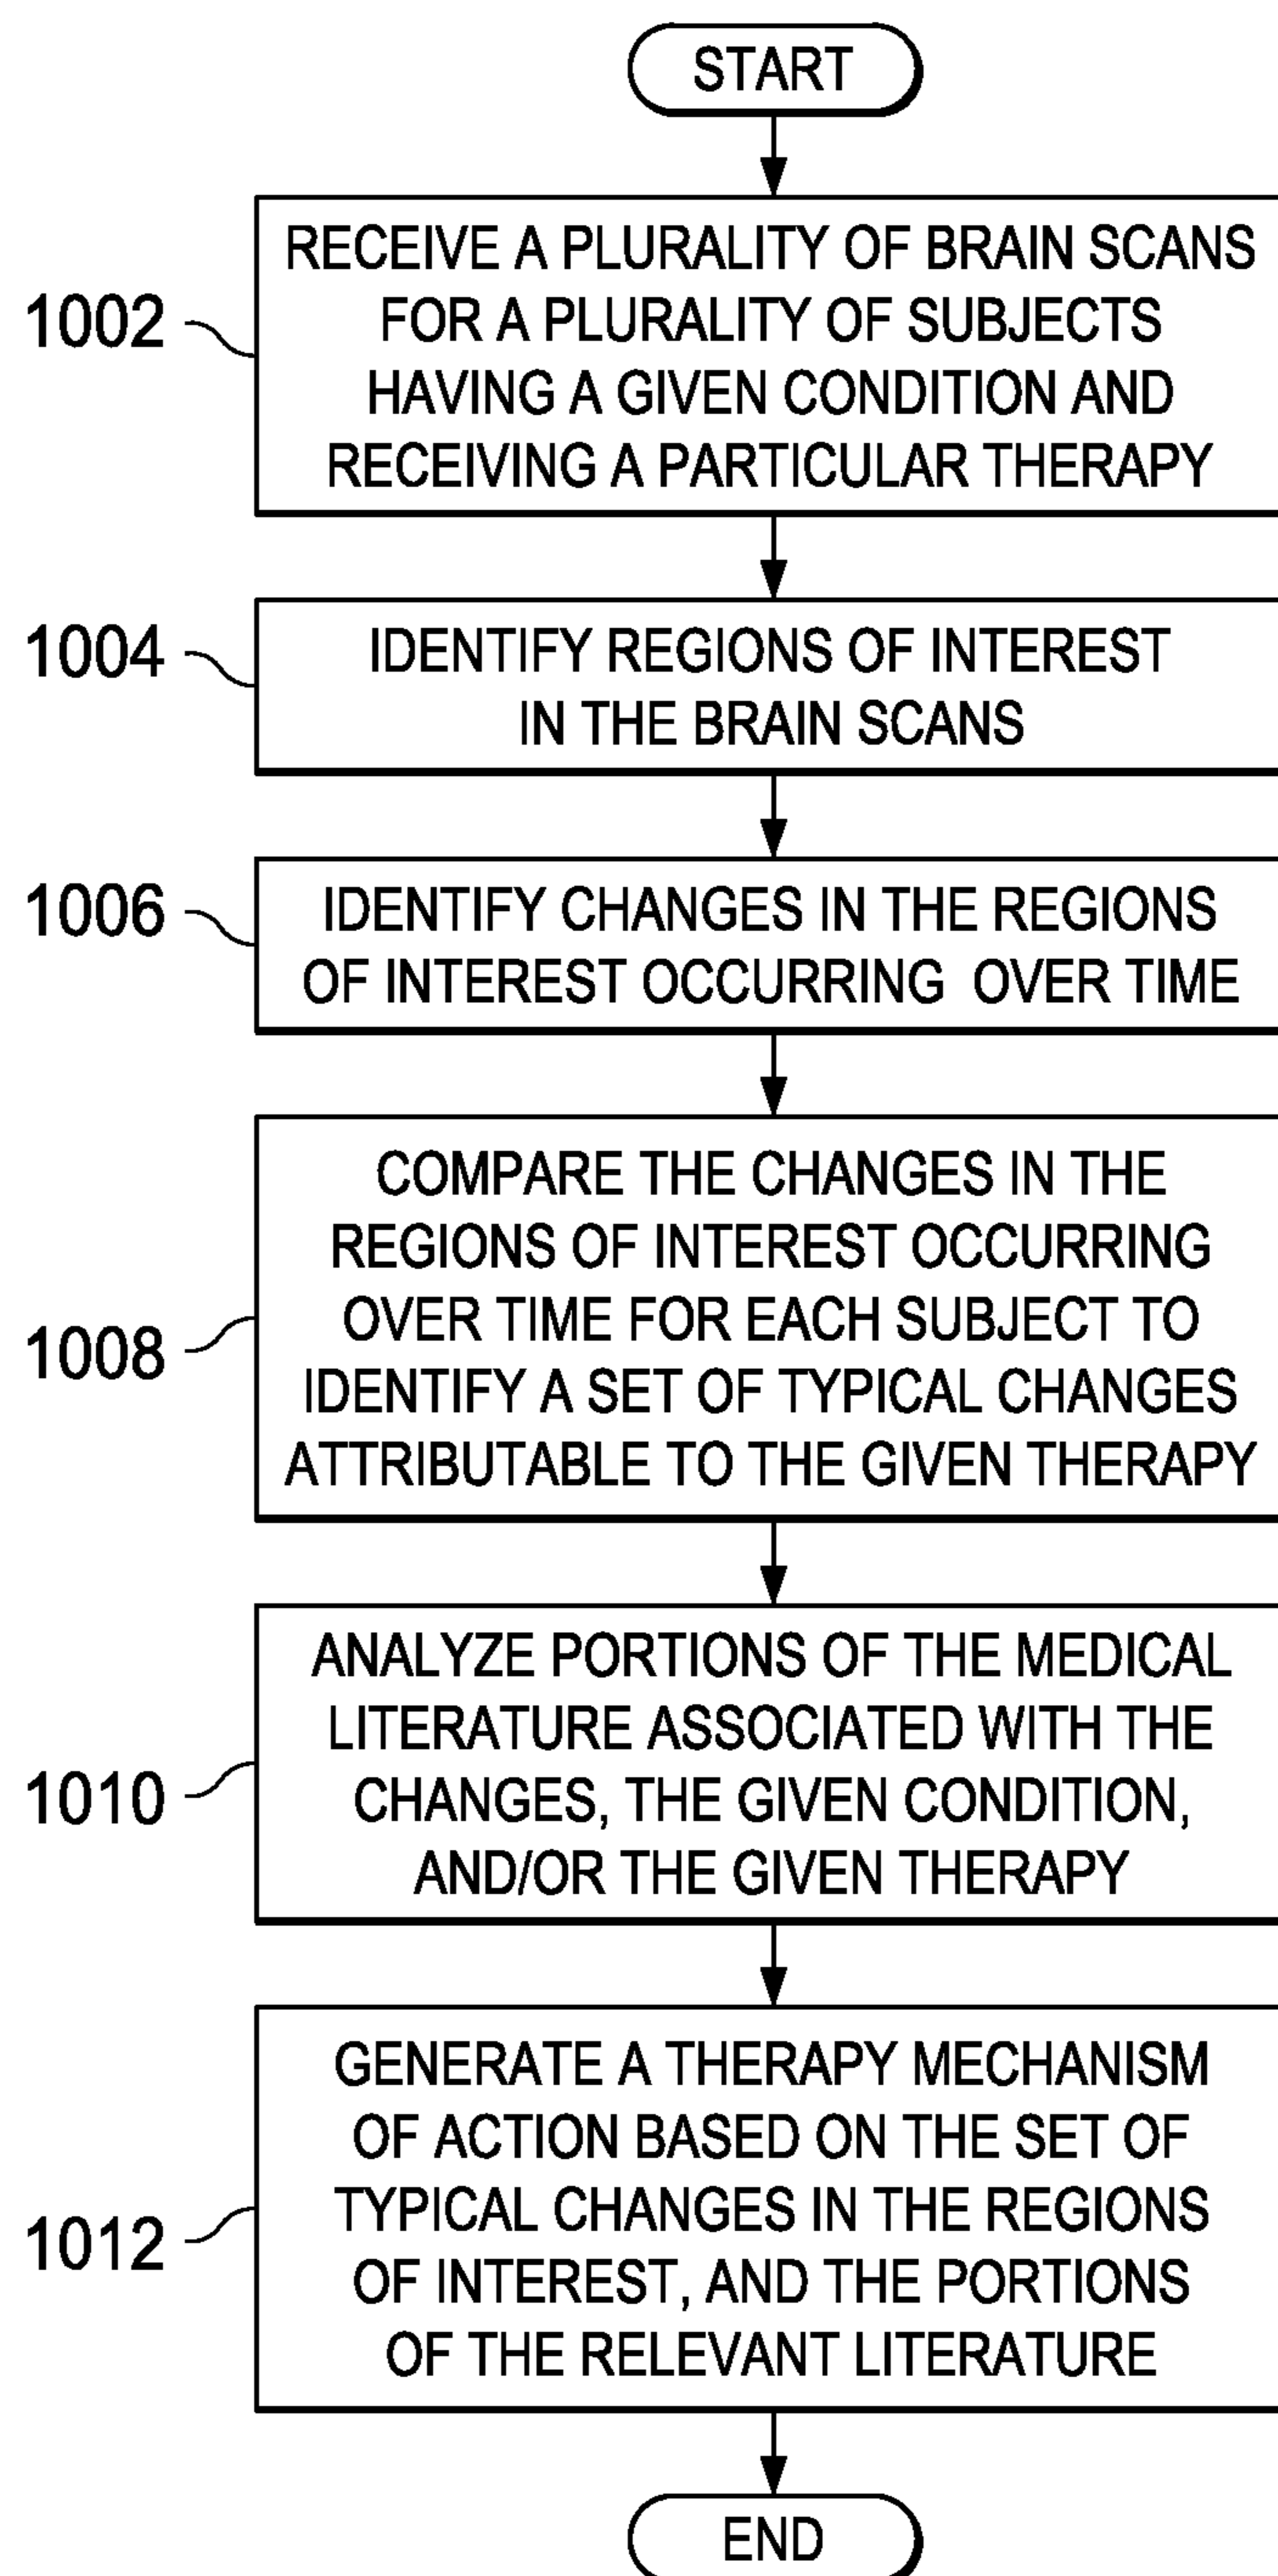 START
1002
RECEIVE A PLURALITY OF BRAIN SCANS
FOR A PLURALITY OF SUBJECTS
HAVING A GIVEN CONDITION AND
RECEIVING A PARTICULAR THERAPY
1004
IDENTIFY REGIONS OF INTEREST
IN THE BRAIN SCANS
1006
IDENTIFY CHANGES IN THE REGIONS
OF INTEREST OCCURRING OVER TIME
1008
COMPARE THE CHANGES IN THE
REGIONS OF INTEREST OCCURRING
OVER TIME FOR EACH SUBJECT TO
IDENTIFY A SET OF TYPICAL CHANGES
ATTRIBUTABLE TO THE GIVEN THERAPY
1010
ANALYZE PORTIONS OF THE MEDICAL
LITERATURE ASSOCIATED WITH THE
CHANGES, THE GIVEN CONDITION,
AND/OR THE GIVEN THERAPY
1012
GENERATE A THERAPY MECHANISM
OF ACTION BASED ON THE SET OF
TYPICAL CHANGES IN THE REGIONS
OF INTEREST, AND THE PORTIONS
OF THE RELEVANT LITERATURE
END